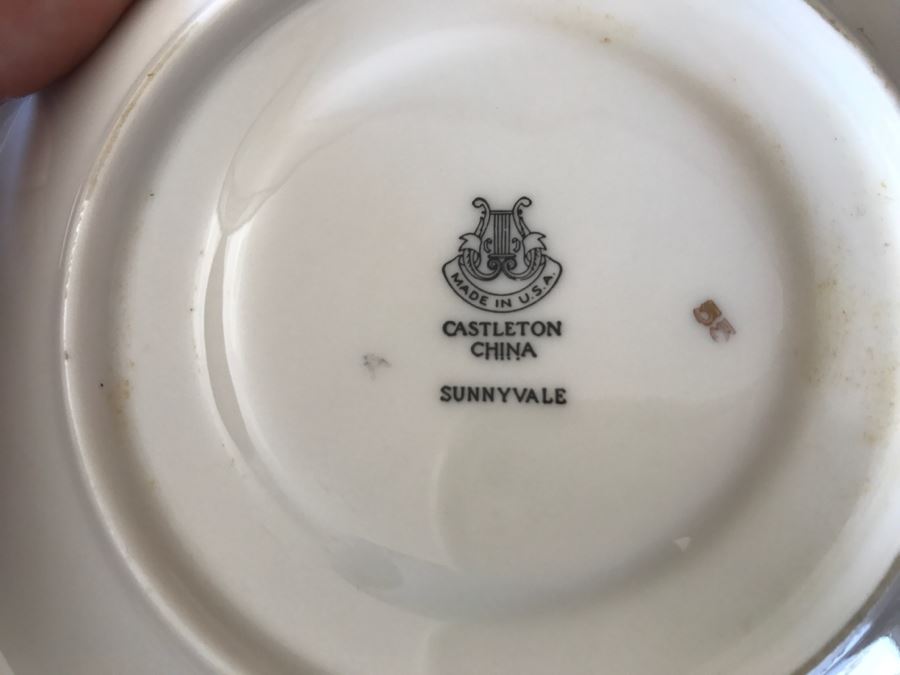 MADE IN U.S.A.
CASTLETON
CHINA
SUNNYVALE